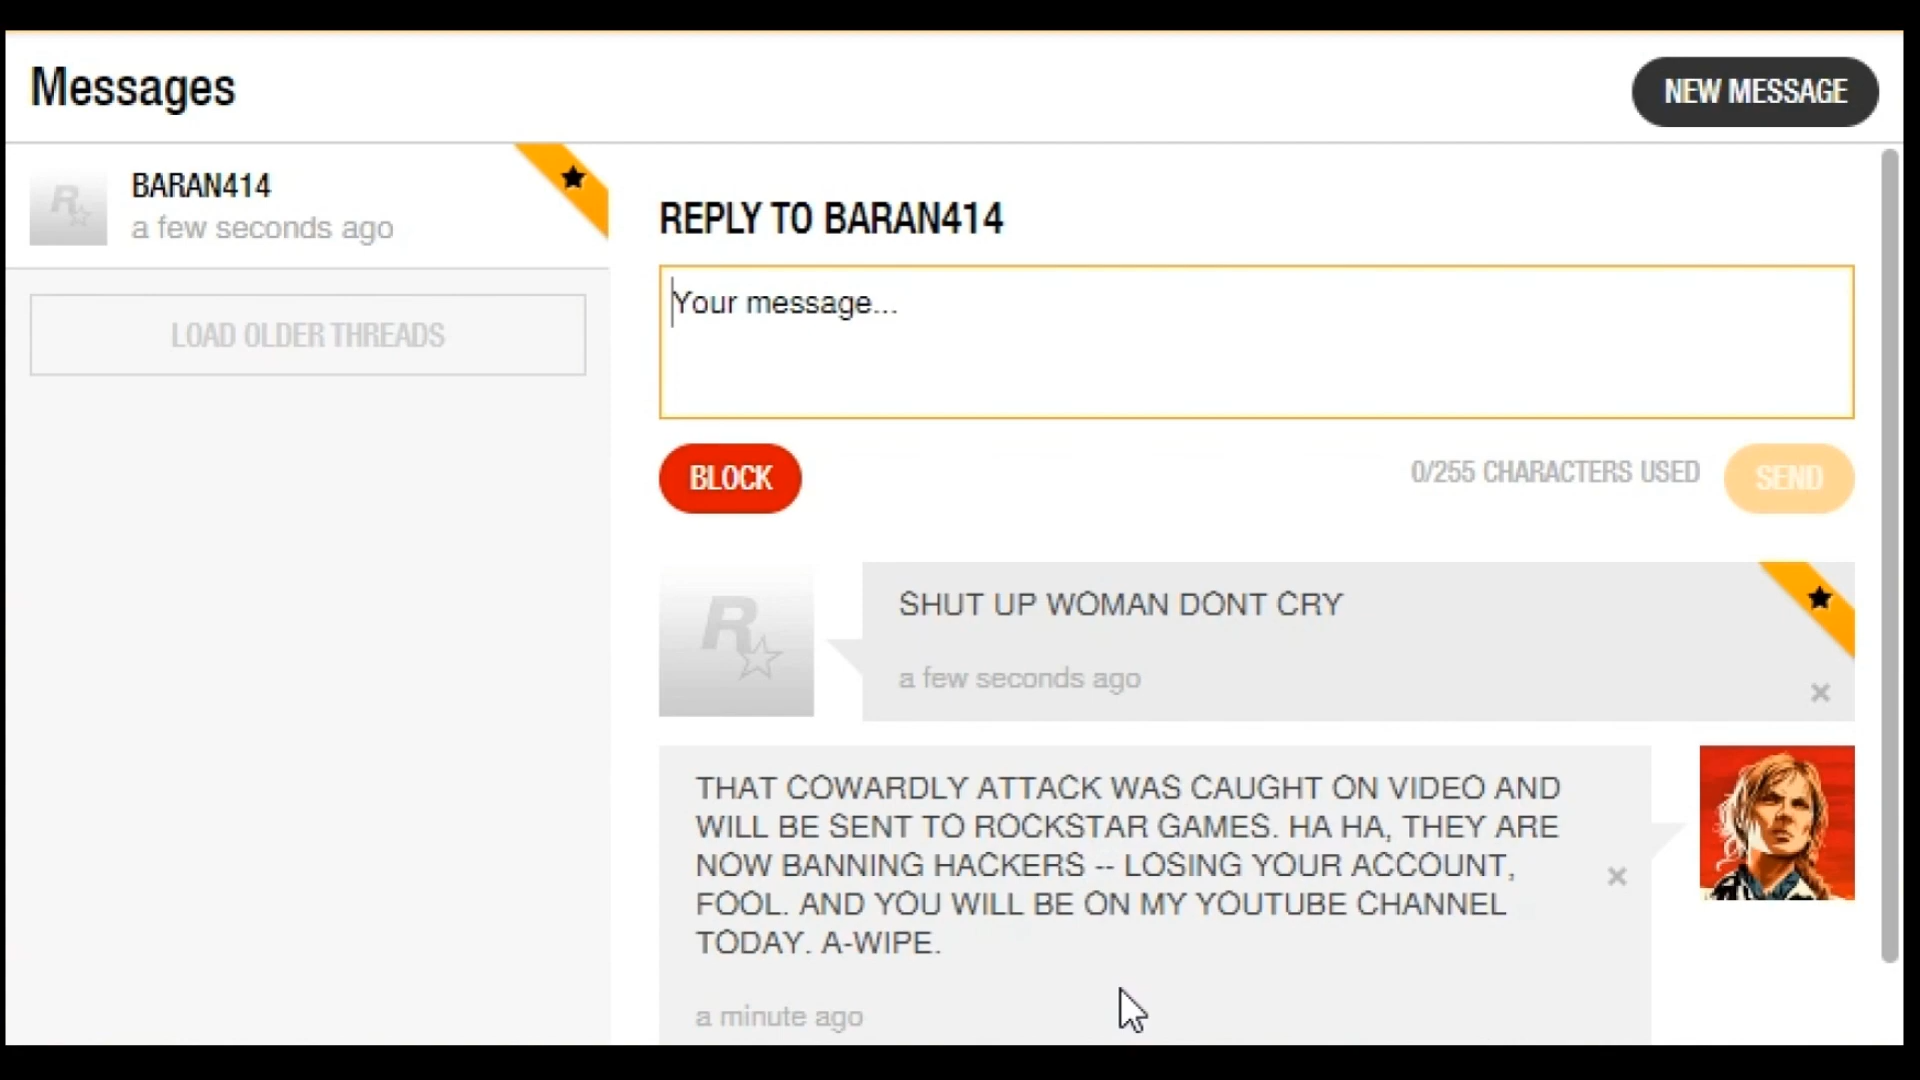 Messages
NEW MESSAGE
BARAN414
a few seconds ago
LOAD OLDER THREADS
REPLY TO BARAN414
Your message...
BLOCK
0/255 CHARACTERS USED
SEND
R
SHUT UP WOMAN DONT CRY
a few seconds ago
THAT COWARDLY ATTACK WAS CAUGHT ON VIDEO AND
WILL BE SENT TO ROCKSTAR GAMES. HA HA, THEY ARE
NOW BANNING HACKERS -- LOSING YOUR ACCOUNT,
FOOL. AND YOU WILL BE ON MY YOUTUBE CHANNEL
TODAY. A-WIPE.
a minute ago